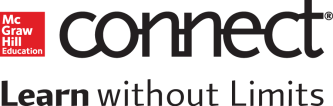 Mc
Graw
Hill
Education
connect®
Learn without Limits